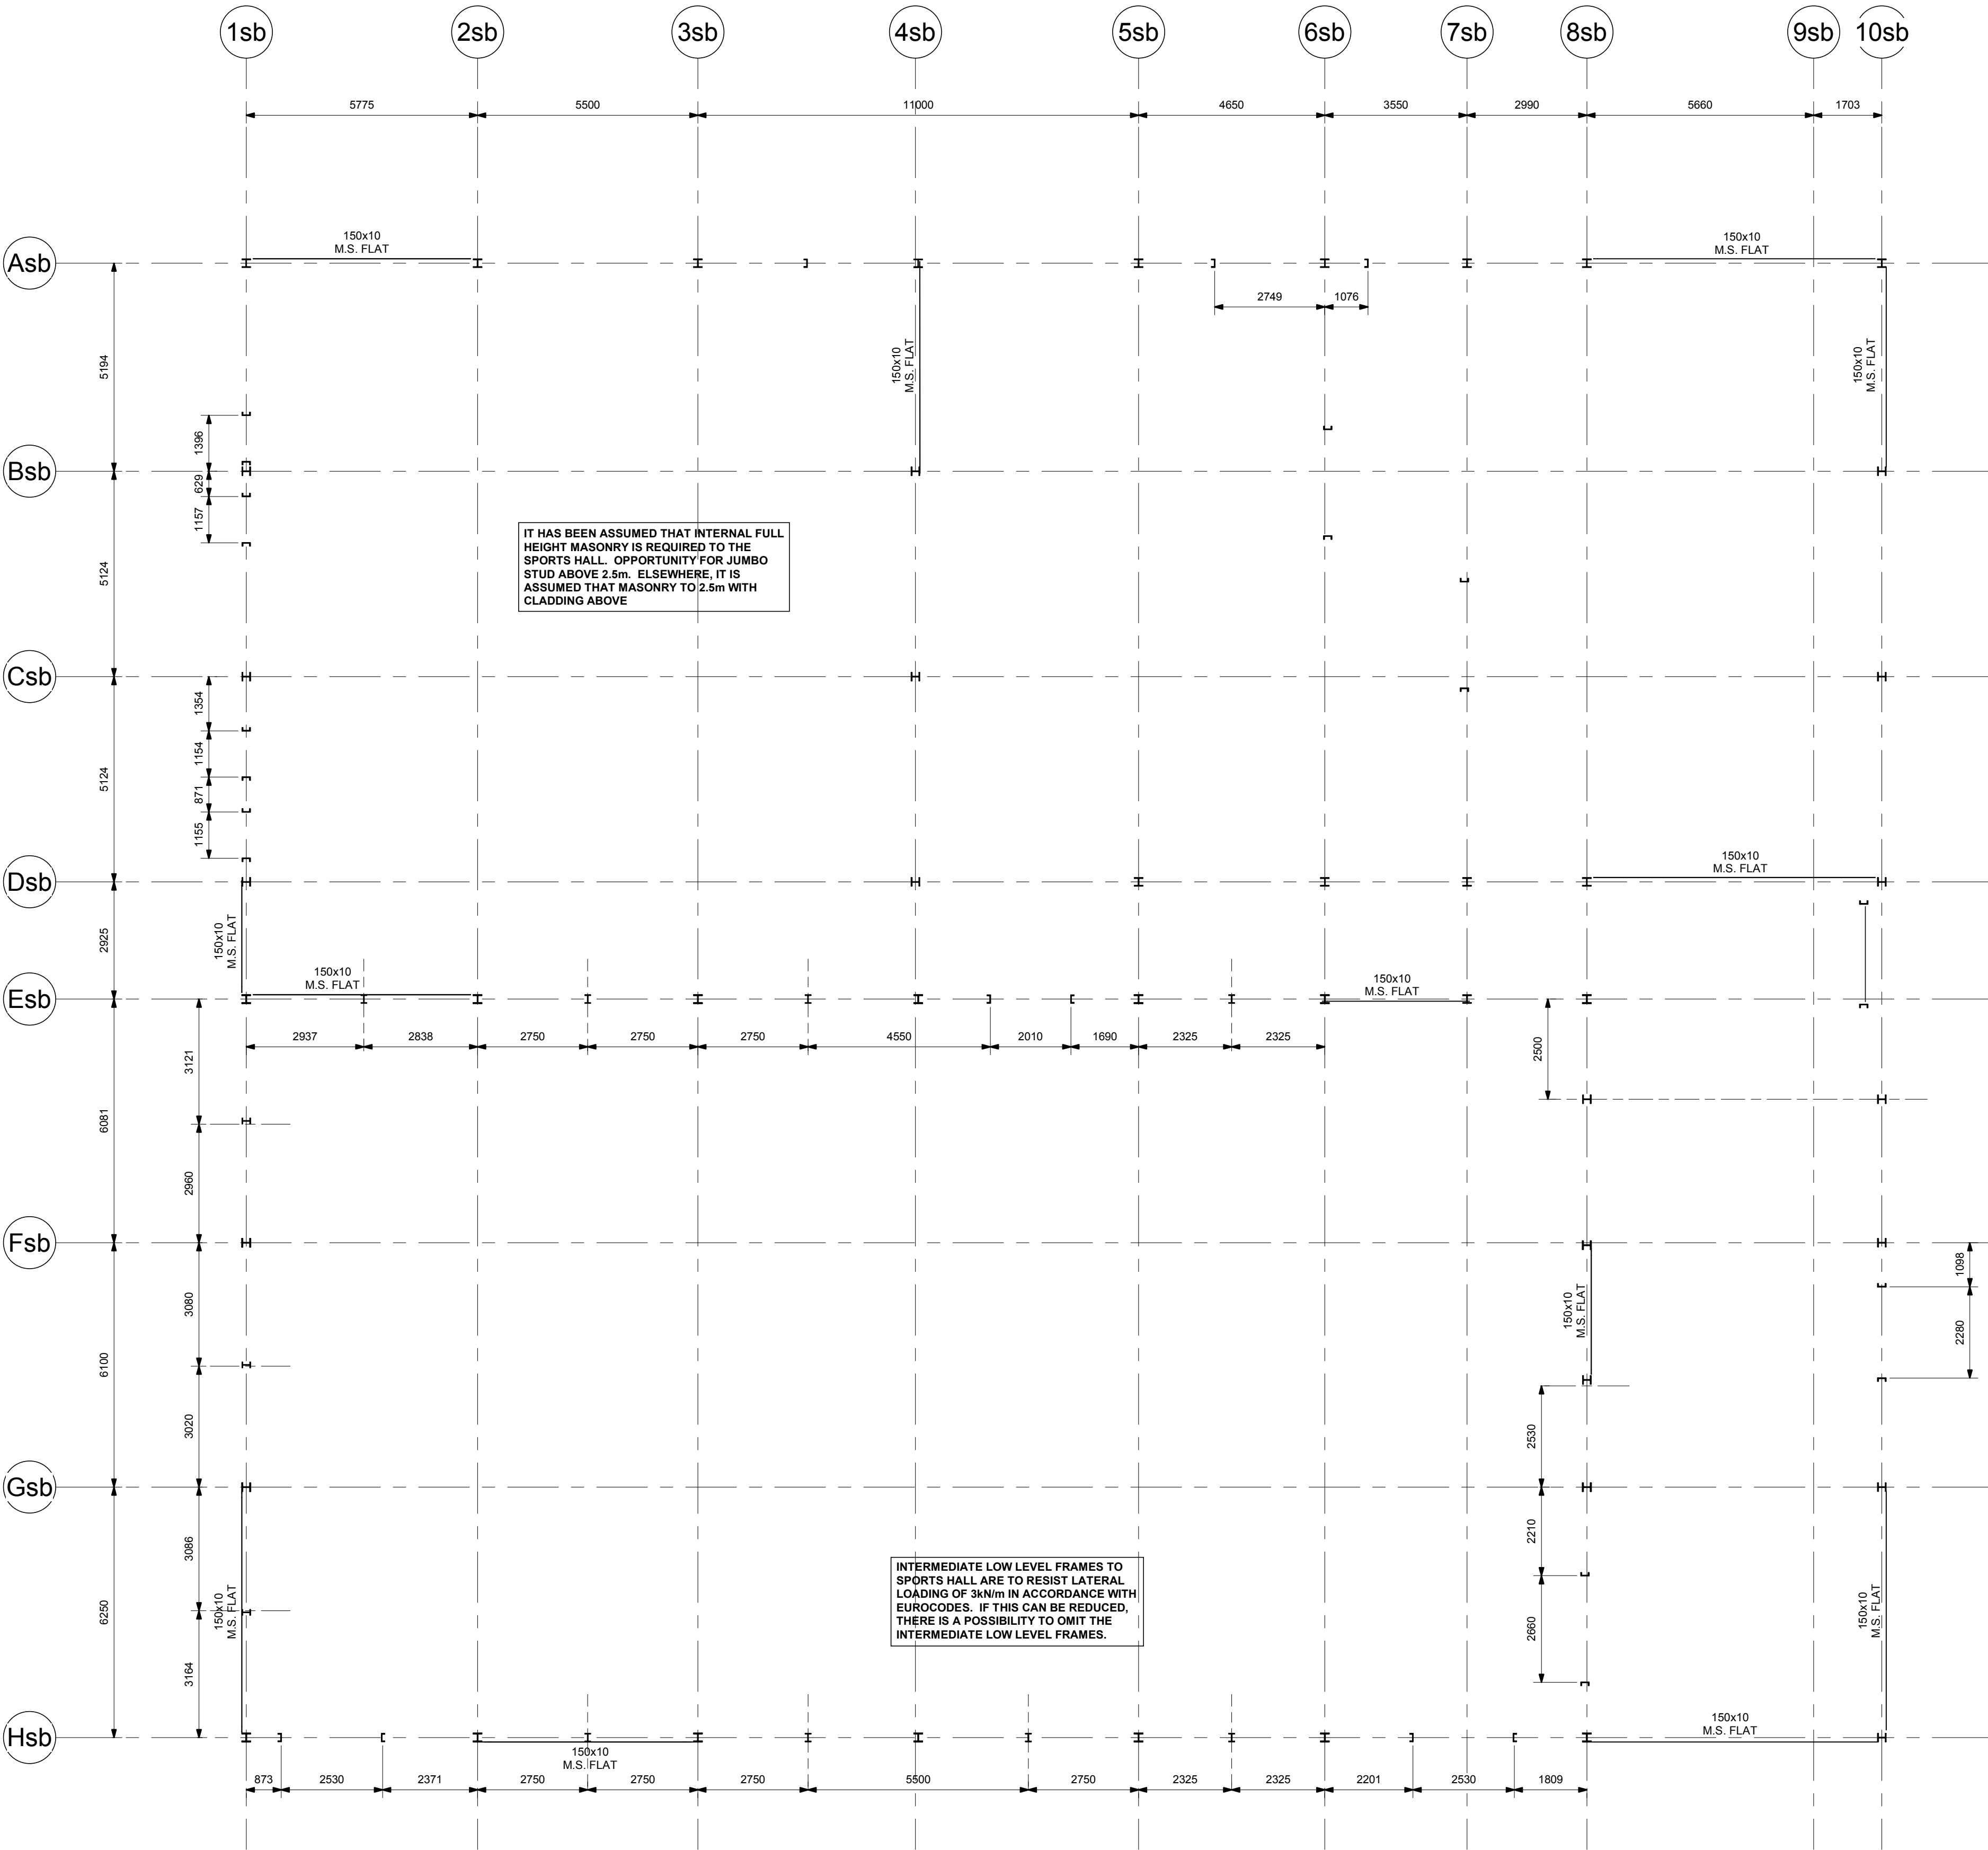 1sb 2sb 3sb 4sb 5sb 6sb 7sb 8sb 9sb 10sb
5775 5500 11000 4650 3550 2990 5660 1703
150x10
M.S. FLAT
150x10
M.S. FLAT
Asb
2749 1076
5194
150x10
M.S. FLAT
150x10
M.S. FLAT
1396
Bsb
629
1157
5124
IT HAS BEEN ASSUMED THAT INTERNAL FULL
HEIGHT MASONRY IS REQUIRED TO THE
SPORTS HALL. OPPORTUNITY FOR JUMBO
STUD ABOVE 2.5m. ELSEWHERE, IT IS
ASSUMED THAT MASONRY TO 2.5m WITH
CLADDING ABOVE
Csb
1354
1154
5124
871
1155
150x10
M.S. FLAT
Dsb
2925
150x10
M.S. FLAT
150x10
M.S. FLAT
150x10
M.S. FLAT
Esb
2937 2838 2750 2750 2750 4550 2010 1690 2325 2325
3121
2500
6081
2960
Fsb
1098
3080
150x10
M.S. FLAT
2280
6100
3020
2530
Gsb
3086
2210
6250
150x10
M.S. FLAT
INTERMEDIATE LOW LEVEL FRAMES TO
SPORTS HALL ARE TO RESIST LATERAL
LOADING OF 3kN/m IN ACCORDANCE WITH
EUROCODES. IF THIS CAN BE REDUCED,
THERE IS A POSSIBILITY TO OMIT THE
INTERMEDIATE LOW LEVEL FRAMES.
150x10
M.S. FLAT
2660
3164
150x10
M.S. FLAT
Hsb
150x10
M.S. FLAT
873 2530 2371 2750 2750 2750 5500 2750 2325 2325 2201 2530 1809